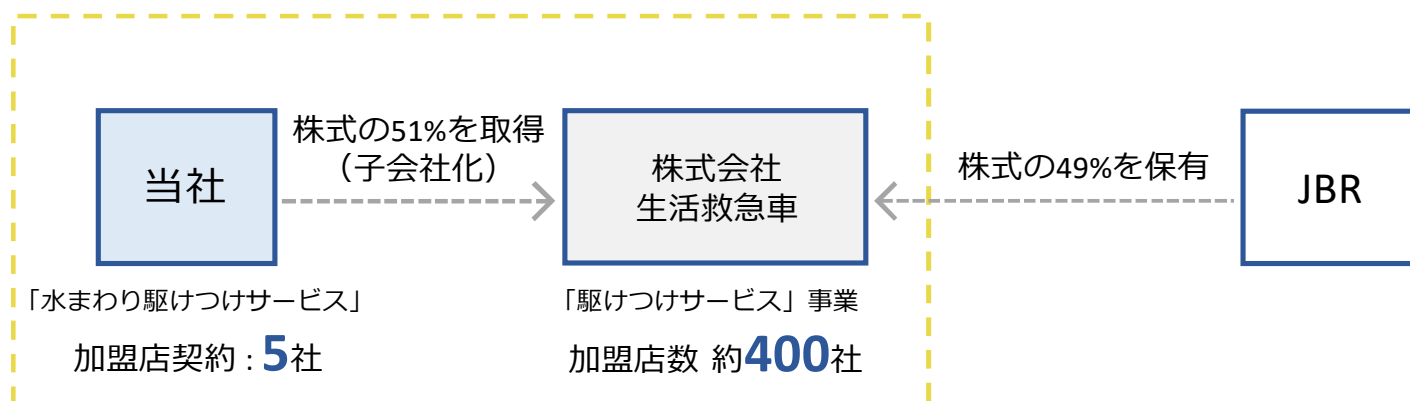 当社
株式の51%を取得
（子会社化）
株式会社
生活救急車
株式の49%を保有
JBR
「水まわり駆けつけサービス」
加盟店契約：5社
「駆けつけサービス」事業
加盟店数 約400社